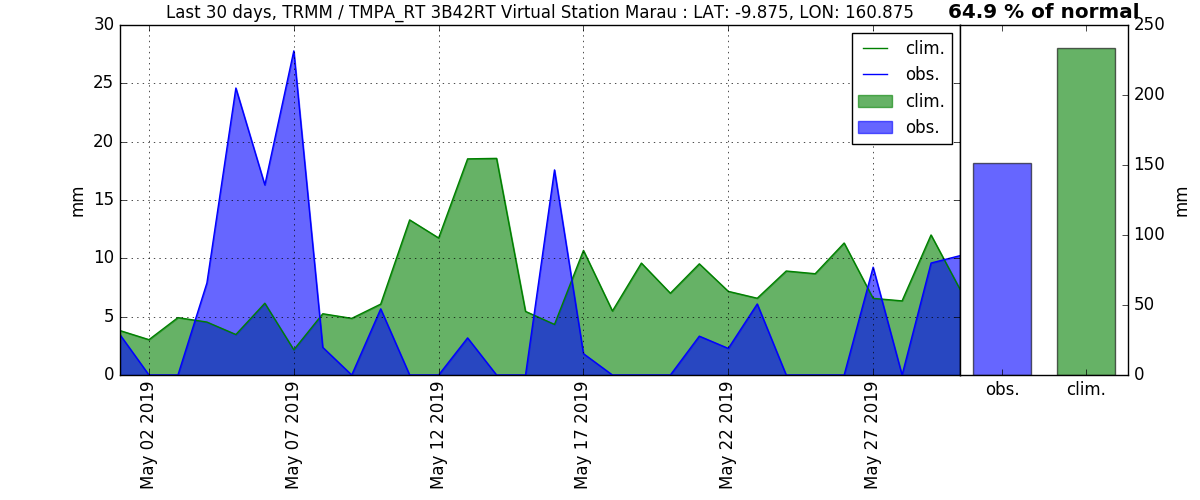 Last 30 days, TRMM / TMPA_RT 3B42RT Virtual Station Marau : LAT: -9.875, LON: 160.875
64.9 % of normal
30
25
20
15
10
5
0
mm
clim.
obs.
clim.
obs.
May 02 2019
May 07 2019
May 12 2019
May 17 2019
May 22 2019
May 27 2019
250
200
150
100
50
0
mm
obs.
clim.